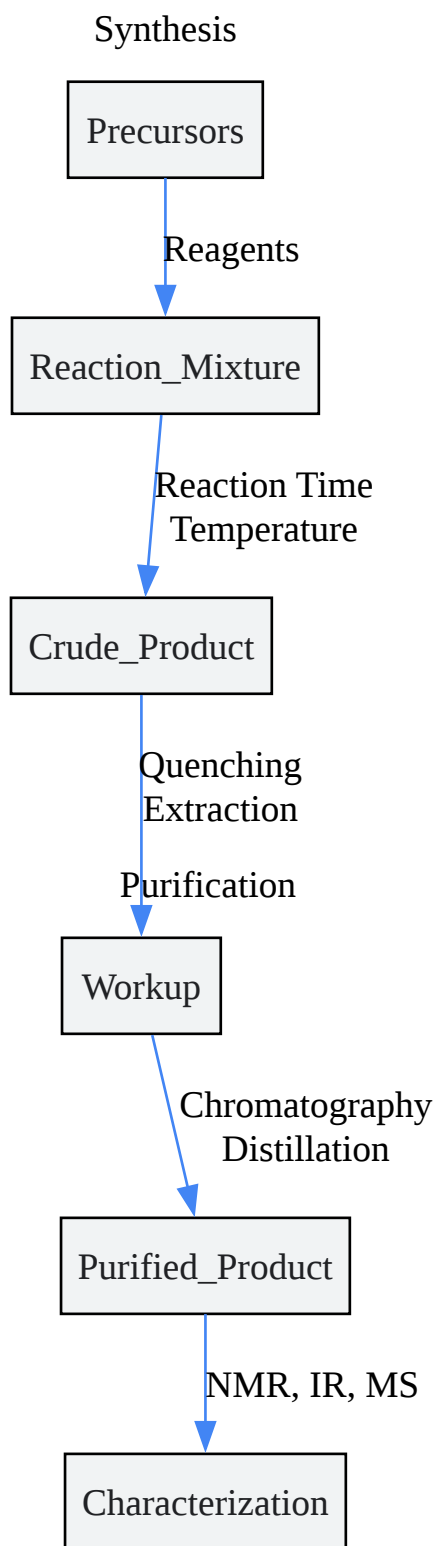 Synthesis
Precursors
Reagents
Reaction_Mixture
Reaction Time
Temperature
Crude_Product
Quenching
Extraction
Purification
Workup
Chromatography
Distillation
Purified_Product
NMR, IR, MS
Characterization